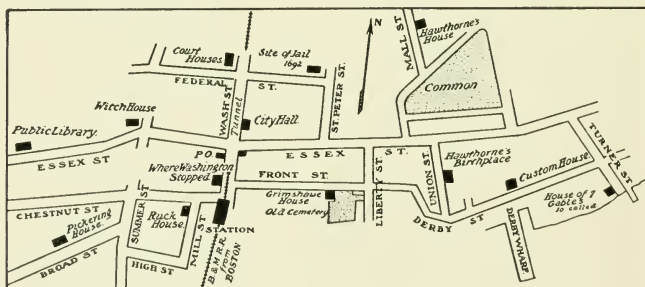 N
MALL ST.
Hawthorne's
House
Court
Houses.
Site of Jail
1692
FEDERAL ST.
WASH. ST.
Tunnel
ST. PETER ST.
Common
Witch House
City Hall.
Public Library.
ESSEX ST
P.O.
ESSEX ST.
Where Washington
Stopped.
FRONT ST.
LIBERTY ST.
UNION ST.
Hawthorne's
Birthplace
Custom House.
TURNER ST.
Grimshawe
House
Old Cemetery
House of 7
Gables
so called
CHESTNUT ST
Pickering
House.
SUMMER ST
Ruck
House.
MILL ST
STATION
DERBY ST
DERBY WHARF
BROAD ST
HIGH ST
B & M R.R.
from
BOSTON